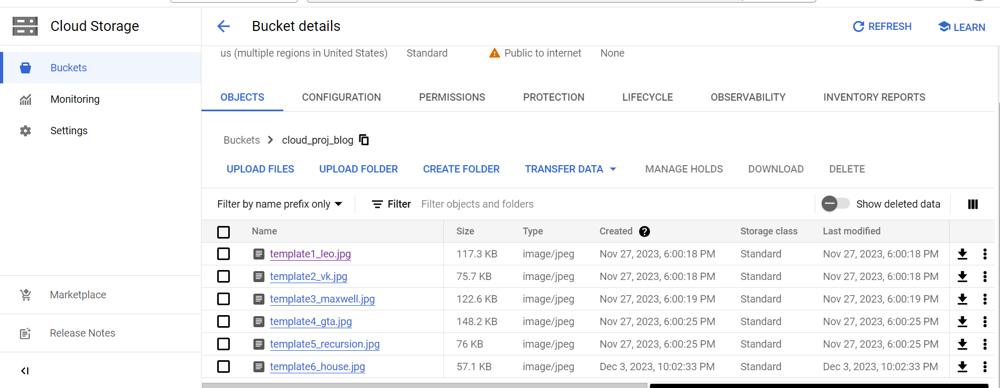 Cloud Storage
Bucket details
REFRESH
LEARN
Buckets
Monitoring
Settings
Marketplace
Release Notes
us (multiple regions in United States) Standard Public to internet None
OBJECTS CONFIGURATION PERMISSIONS PROTECTION LIFECYCLE OBSERVABILITY INVENTORY REPORTS
Buckets > cloud_proj_blog
UPLOAD FILES UPLOAD FOLDER CREATE FOLDER TRANSFER DATA MANAGE HOLDS DOWNLOAD DELETE
Filter by name prefix only Filter Filter objects and folders Show deleted data
Name Size Type Created ? Storage class Last modified
template1_leo.jpg 117.3 KB image/jpeg Nov 27, 2023, 6:00:18 PM Standard Nov 27, 2023, 6:00:18 PM
template2_vk.jpg 75.7 KB image/jpeg Nov 27, 2023, 6:00:18 PM Standard Nov 27, 2023, 6:00:18 PM
template3_maxwell.jpg 122.6 KB image/jpeg Nov 27, 2023, 6:00:19 PM Standard Nov 27, 2023, 6:00:19 PM
template4_gta.jpg 148.2 KB image/jpeg Nov 27, 2023, 6:00:25 PM Standard Nov 27, 2023, 6:00:25 PM
template5_recursion.jpg 76 KB image/jpeg Nov 27, 2023, 6:00:25 PM Standard Nov 27, 2023, 6:00:25 PM
template6_house.jpg 57.1 KB image/jpeg Dec 3, 2023, 10:02:33 PM Standard Dec 3, 2023, 10:02:33 PM